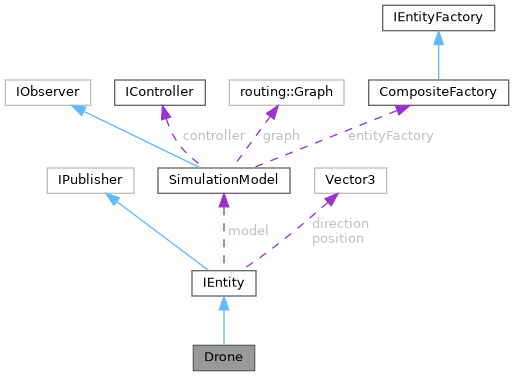 IEntityFactory
IObserver
IController
routing::Graph
CompositeFactory
controller
graph
entityFactory
IPublisher
SimulationModel
Vector3
model
direction
position
IEntity
Drone